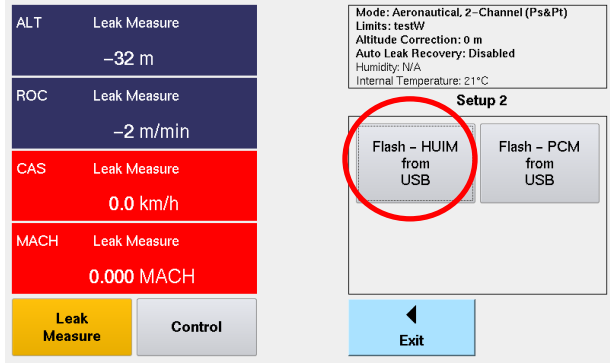 ALT Leak Measure
−32 m
ROC Leak Measure
−2 m/min
CAS Leak Measure
0.0 km/h
MACH Leak Measure
0.000 MACH
Leak
Measure
Control
Mode: Aeronautical, 2−Channel (Ps&Pt)
Limits: testW
Altitude Correction: 0 m
Auto Leak Recovery: Disabled
Humidity: N/A
Internal Temperature: 21°C
Setup 2
Flash − HUIM
from
USB
Flash − PCM
from
USB
Exit